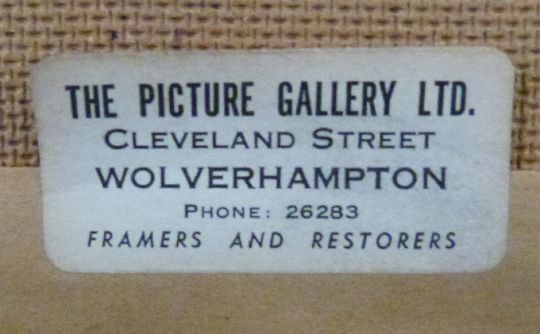 THE PICTURE GALLERY LTD.
CLEVELAND STREET
WOLVERHAMPTON
PHONE: 26283
FRAMERS AND RESTORERS